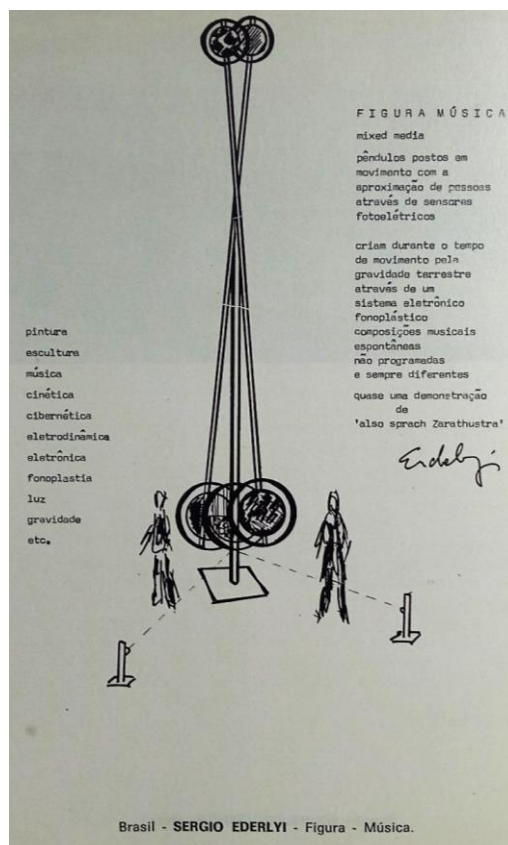 FIGURA MÚSICA
mixed media
pêndulos postos em
movimento com a
aproximação de pessoas
através de sensores
fotoelétricos
criam durante o tempo
de movimento pela
gravidade terrestre
através de um
sistema eletrônico
fonoplástico
composições musicais
espontâneas
não programadas
e sempre diferentes
quase uma demonstração
de
'also sprach Zarathustra'
Erdelyi
pintura
escultura
música
cinética
cibernética
eletrodinâmica
eletrônica
fonoplastia
luz
gravidade
etc.
Brasil - SERGIO EDERLYI - Figura - Música.